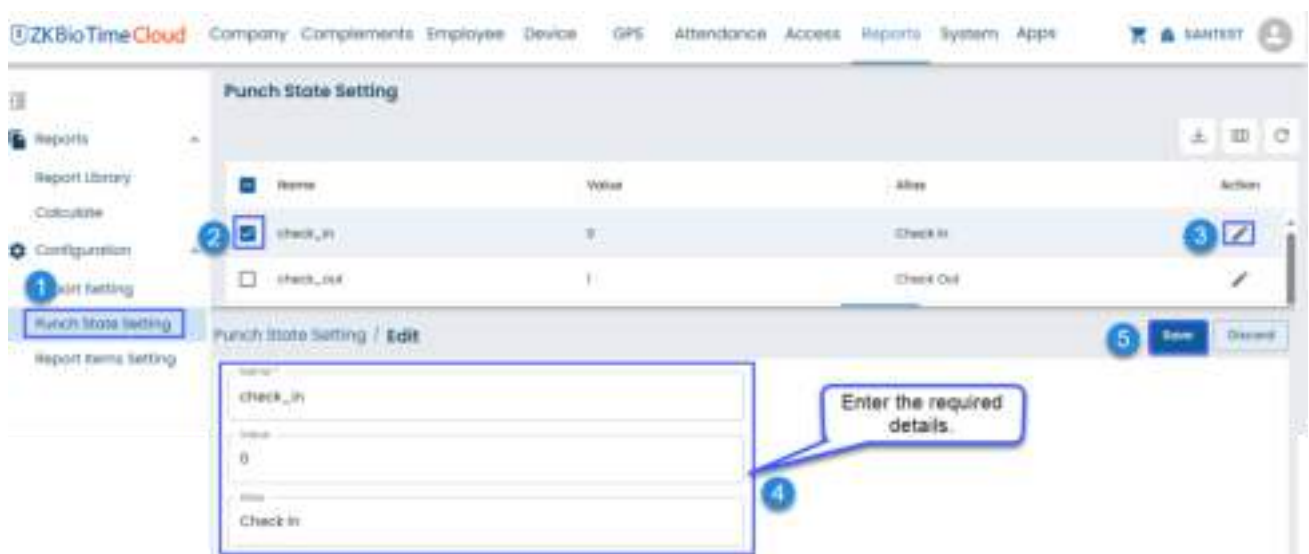 ZKBioTime Cloud Company Complements Employee Device GPS Attendance Access Reports System Apps SANTEST
Punch State Setting
Reports
Report Library
Name Value Alias Action
Calculate
2 check_in 0 Check In 3
Configuration
1 port Setting
check_out 1 Check Out
Punch State Setting
Punch State Setting / Edit 5 Save Discard
Report Items Setting
Name *
check_in
Enter the required
details.
Value
0
4
Alias
Check In